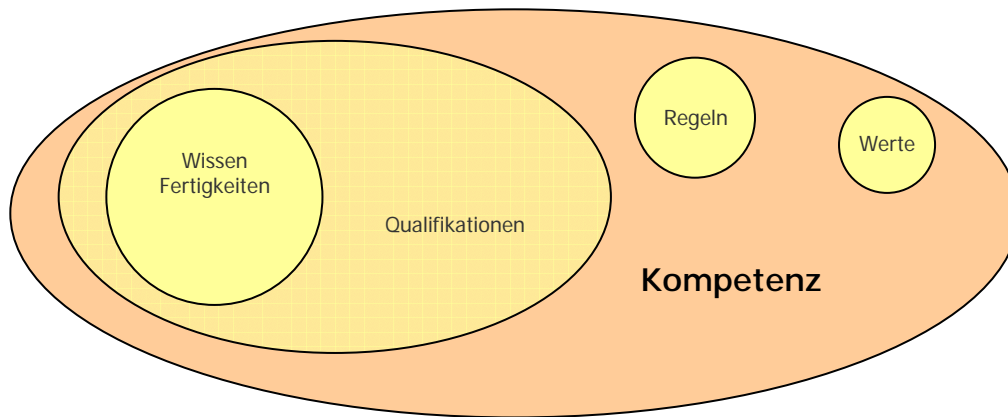 Regeln
Werte
Wissen
Fertigkeiten
Qualifikationen
Kompetenz